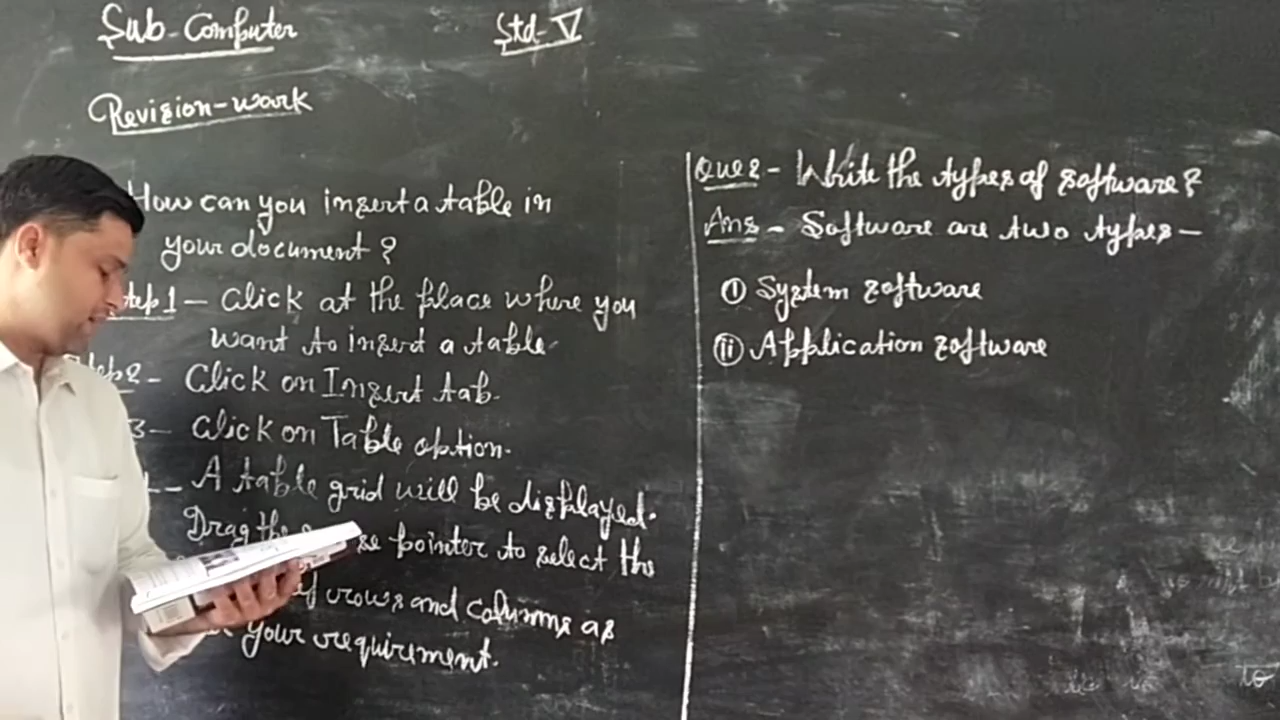 Sub-Computer
Std-V
Revision-work
How can you insert a table in
your document ?
Step 1 - Click at the place where you
want to insert a table.
Step 2 - Click on Insert tab.
3 - Click on Table option.
- A table grid will be displayed.
Drag the pointer to select the
of rows and columns as
your requirement.
Ques - Write the types of software ?
Ans - Software are two types -
(i) System software
(ii) Application software
to